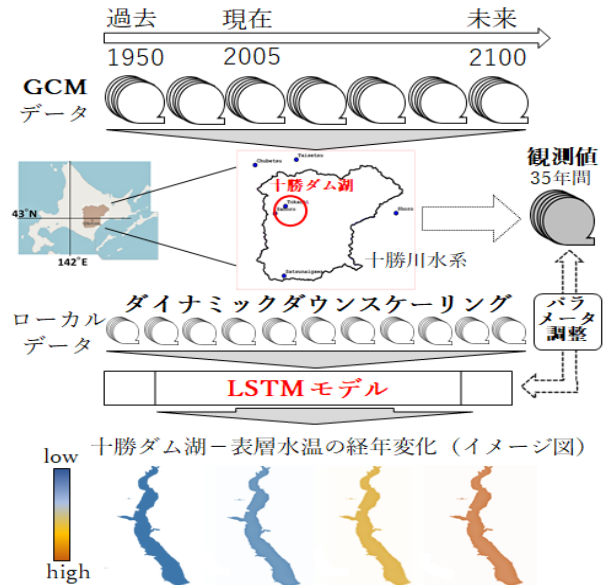 過去 現在 未来
1950 2005 2100
GCM
データ
観測値
35年間
Chubetsu
Taisetsu
十勝ダム湖
Tokachi
43°N
142°E
Satsunaigawa
十勝川水系
ダイナミックダウンスケーリング
ローカル
データ
パラ
メータ
調整
LSTMモデル
十勝ダム湖－表層水温の経年変化（イメージ図）
low
high